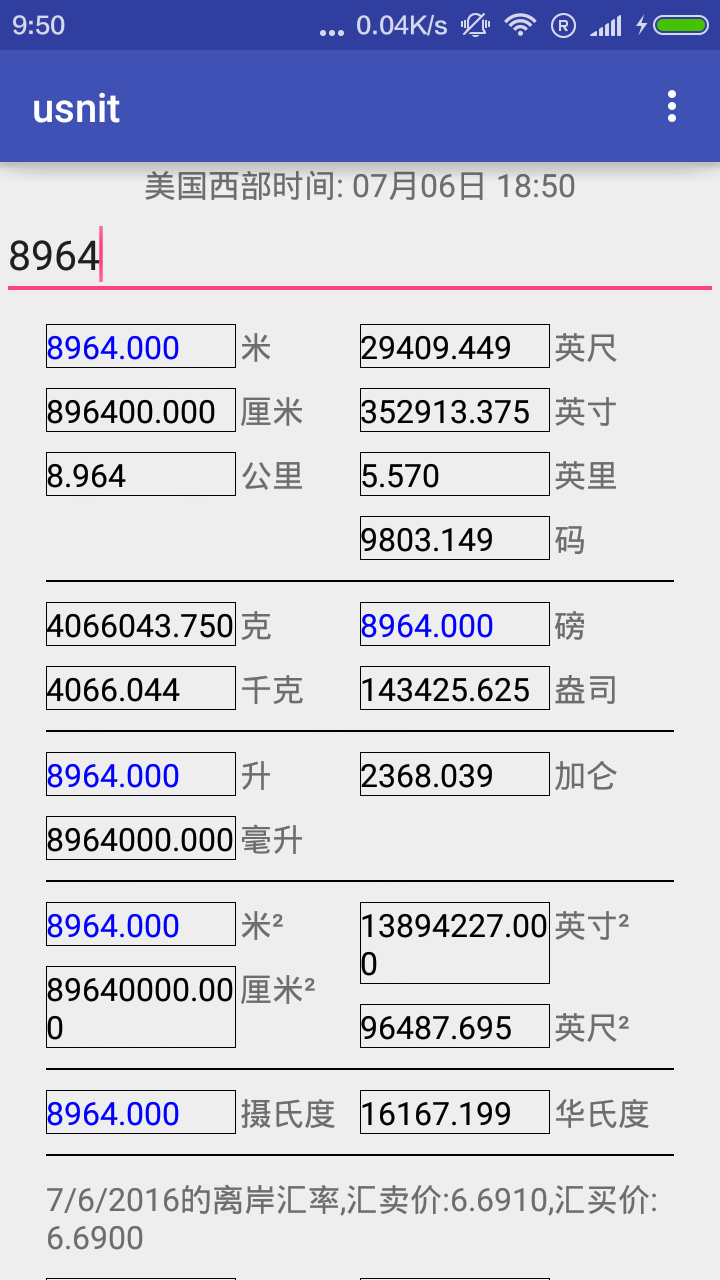 9:50 ... 0.04K/s R
usnit
美国西部时间: 07月06日 18:50
8964
8964.000 米 29409.449 英尺
896400.000 厘米 352913.375 英寸
8.964 公里 5.570 英里
9803.149 码
4066043.750 克 8964.000 磅
4066.044 千克 143425.625 盎司
8964.000 升 2368.039 加仑
8964000.000 毫升
8964.000 米² 13894227.00 英寸²
0
89640000.00 厘米²
0
96487.695 英尺²
8964.000 摄氏度 16167.199 华氏度
7/6/2016的离岸汇率,汇卖价:6.6910,汇买价:
6.6900